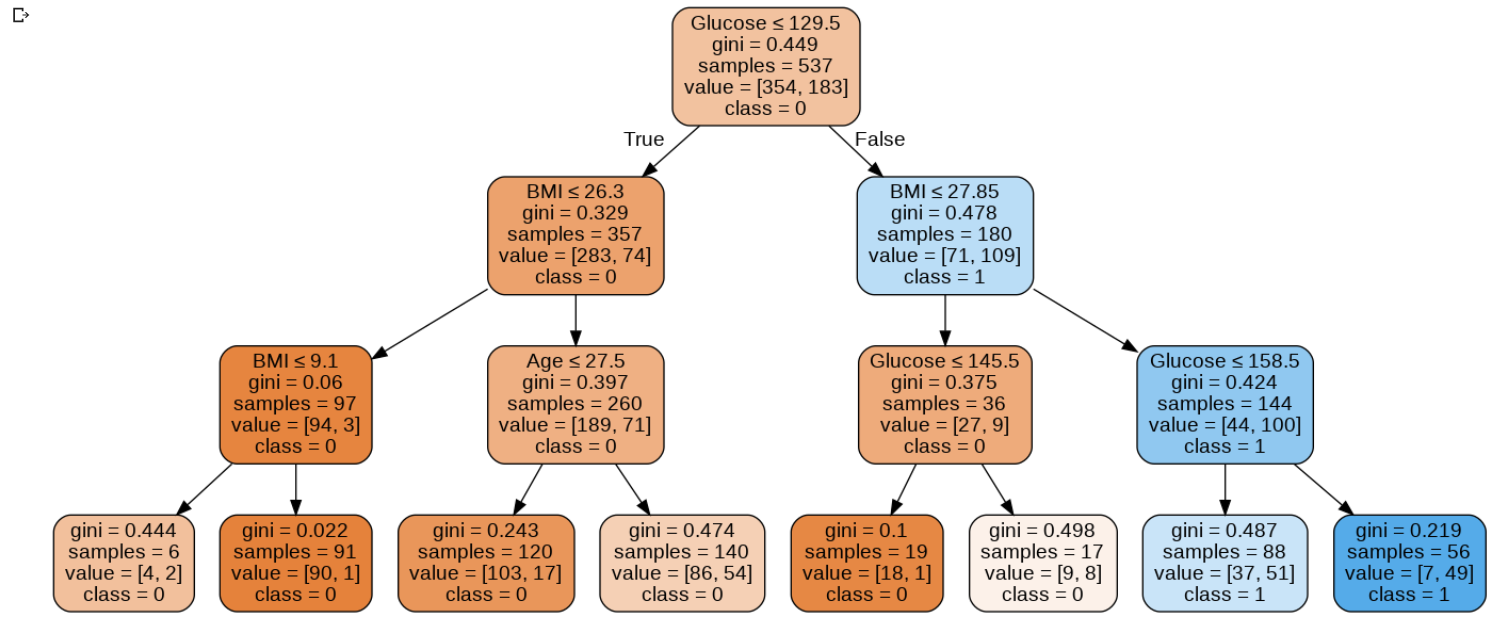 Glucose ≤ 129.5
gini = 0.449
samples = 537
value = [354, 183]
class = 0
True
False
BMI ≤ 26.3
gini = 0.329
samples = 357
value = [283, 74]
class = 0
BMI ≤ 27.85
gini = 0.478
samples = 180
value = [71, 109]
class = 1
BMI ≤ 9.1
gini = 0.06
samples = 97
value = [94, 3]
class = 0
Age ≤ 27.5
gini = 0.397
samples = 260
value = [189, 71]
class = 0
Glucose ≤ 145.5
gini = 0.375
samples = 36
value = [27, 9]
class = 0
Glucose ≤ 158.5
gini = 0.424
samples = 144
value = [44, 100]
class = 1
gini = 0.444
samples = 6
value = [4, 2]
class = 0
gini = 0.022
samples = 91
value = [90, 1]
class = 0
gini = 0.243
samples = 120
value = [103, 17]
class = 0
gini = 0.474
samples = 140
value = [86, 54]
class = 0
gini = 0.1
samples = 19
value = [18, 1]
class = 0
gini = 0.498
samples = 17
value = [9, 8]
class = 0
gini = 0.487
samples = 88
value = [37, 51]
class = 1
gini = 0.219
samples = 56
value = [7, 49]
class = 1